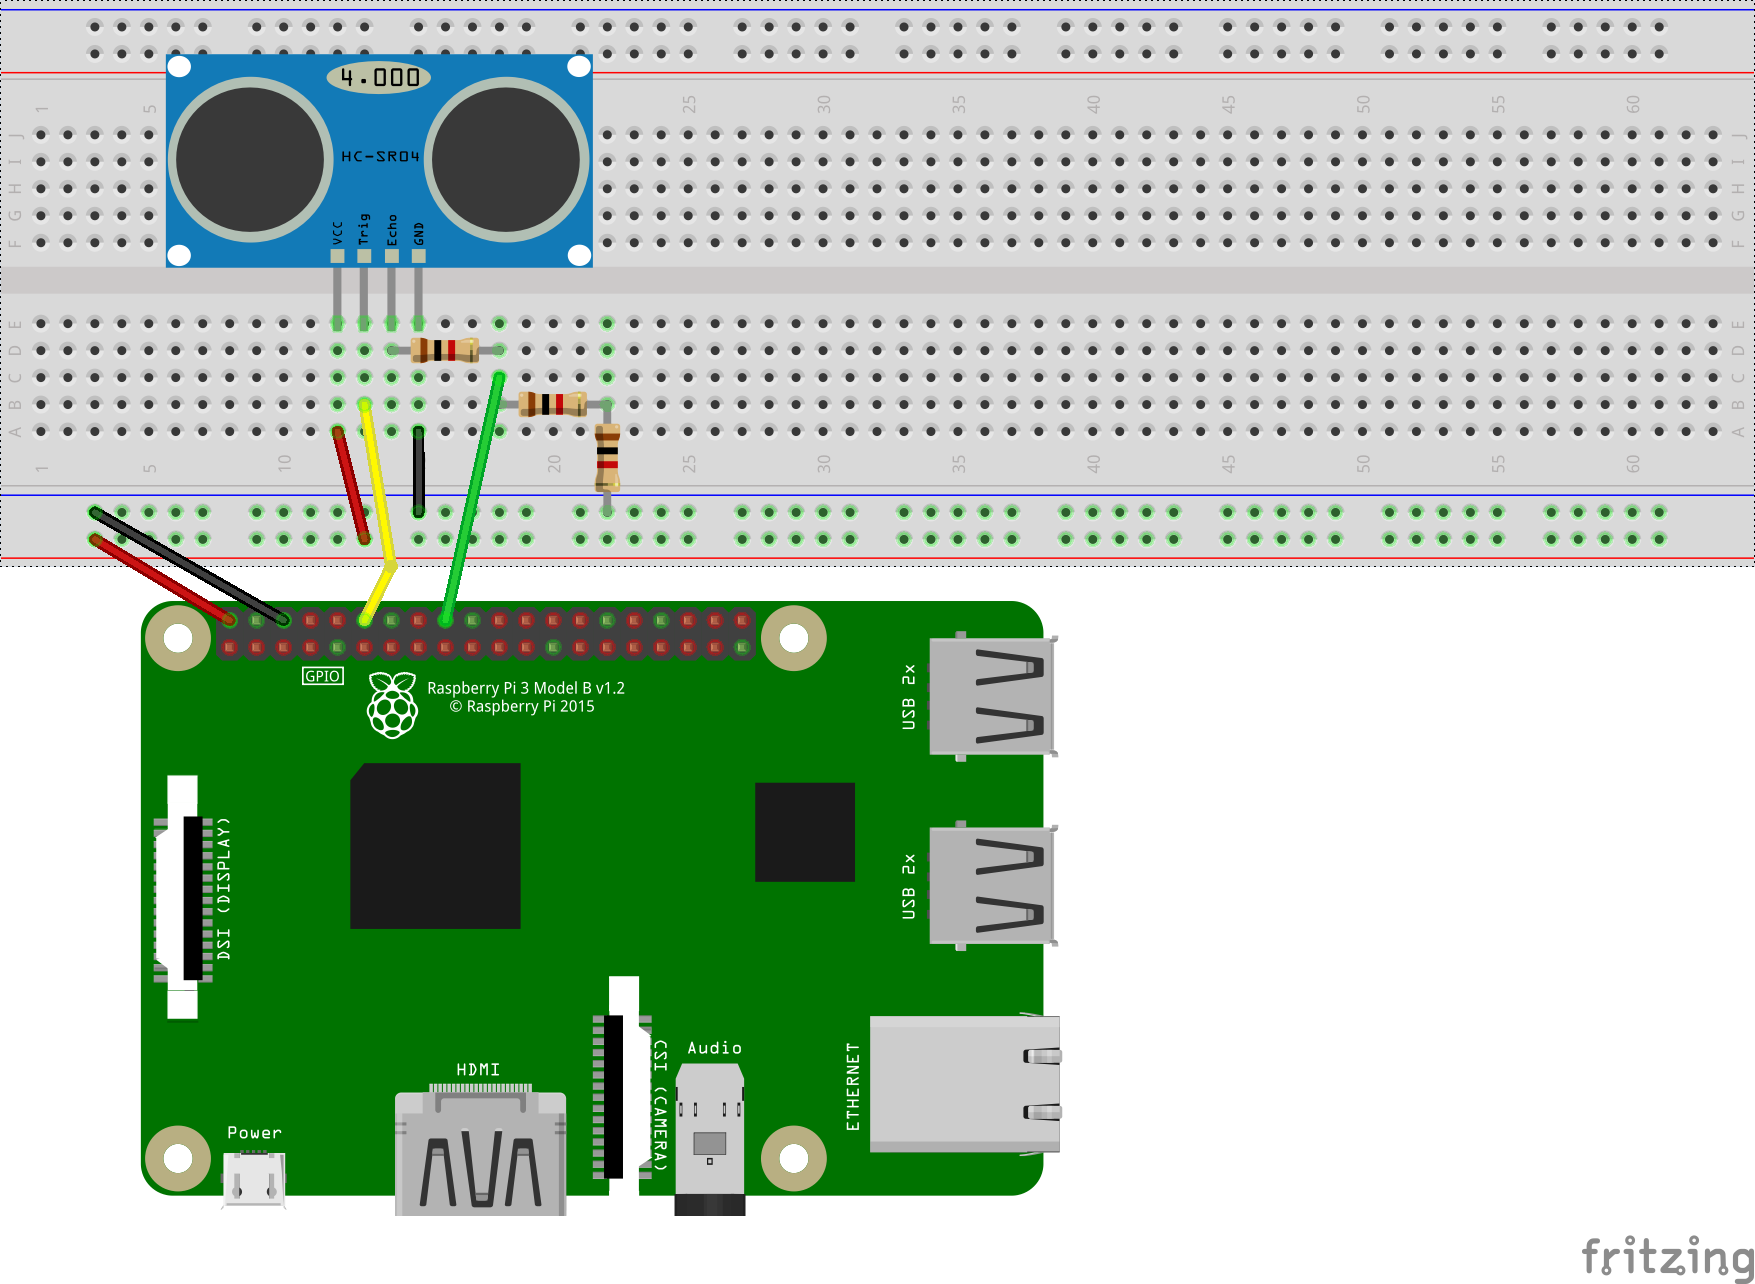 4.000
1 5 25 30 35 40 45 50 55 60
HC-SR04
J J
I I
H H
G G
F F
VCC Trig Echo GND
E E
D D
C C
B B
A A
1 5 10 20 25 30 35 40 45 50 55 60
GPIO
Raspberry Pi 3 Model B v1.2
© Raspberry Pi 2015
USB 2x
DSI (DISPLAY)
USB 2x
CSI (CAMERA)
Audio
ETHERNET
HDMI
Power
fritzing